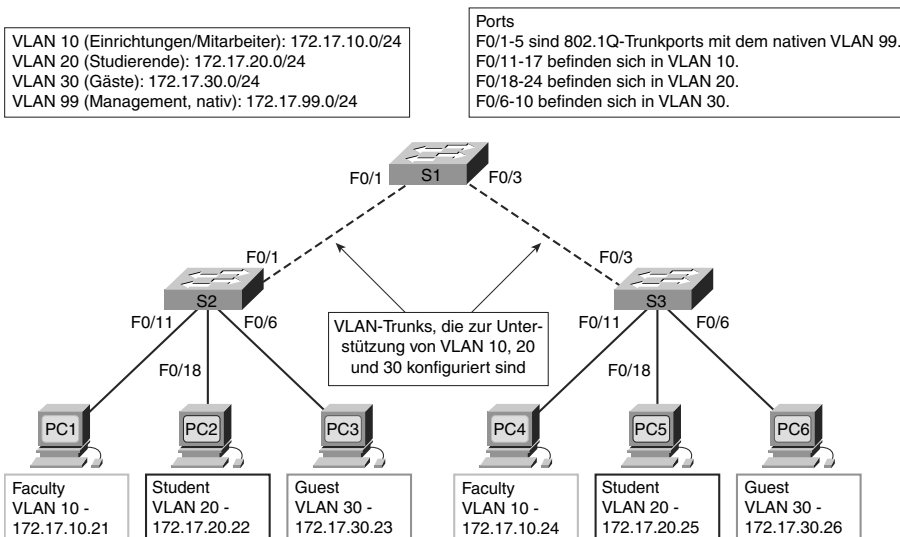 VLAN 10 (Einrichtungen/Mitarbeiter): 172.17.10.0/24
VLAN 20 (Studierende): 172.17.20.0/24
VLAN 30 (Gäste): 172.17.30.0/24
VLAN 99 (Management, nativ): 172.17.99.0/24
Ports
F0/1-5 sind 802.1Q-Trunkports mit dem nativen VLAN 99.
F0/11-17 befinden sich in VLAN 10.
F0/18-24 befinden sich in VLAN 20.
F0/6-10 befinden sich in VLAN 30.
F0/1
S1
F0/3
F0/1
F0/3
S2
S3
F0/11
F0/6
F0/18
VLAN-Trunks, die zur Unter-
stützung von VLAN 10, 20
und 30 konfiguriert sind
F0/11
F0/6
F0/18
PC1
PC2
PC3
PC4
PC5
PC6
Faculty
VLAN 10 -
172.17.10.21
Student
VLAN 20 -
172.17.20.22
Guest
VLAN 30 -
172.17.30.23
Faculty
VLAN 10 -
172.17.10.24
Student
VLAN 20 -
172.17.20.25
Guest
VLAN 30 -
172.17.30.26